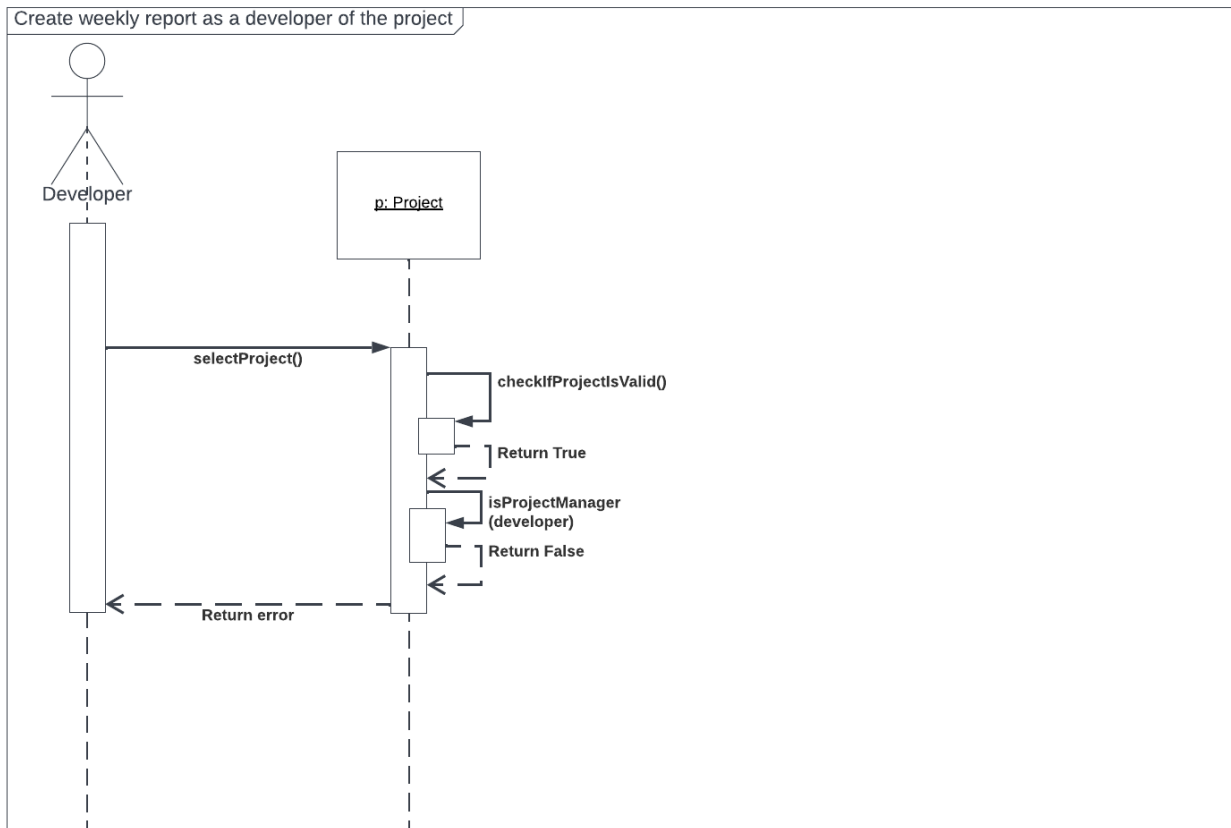 Create weekly report as a developer of the project
Developer
p: Project
selectProject()
checkIfProjectIsValid()
Return True
isProjectManager
(developer)
Return False
Return error